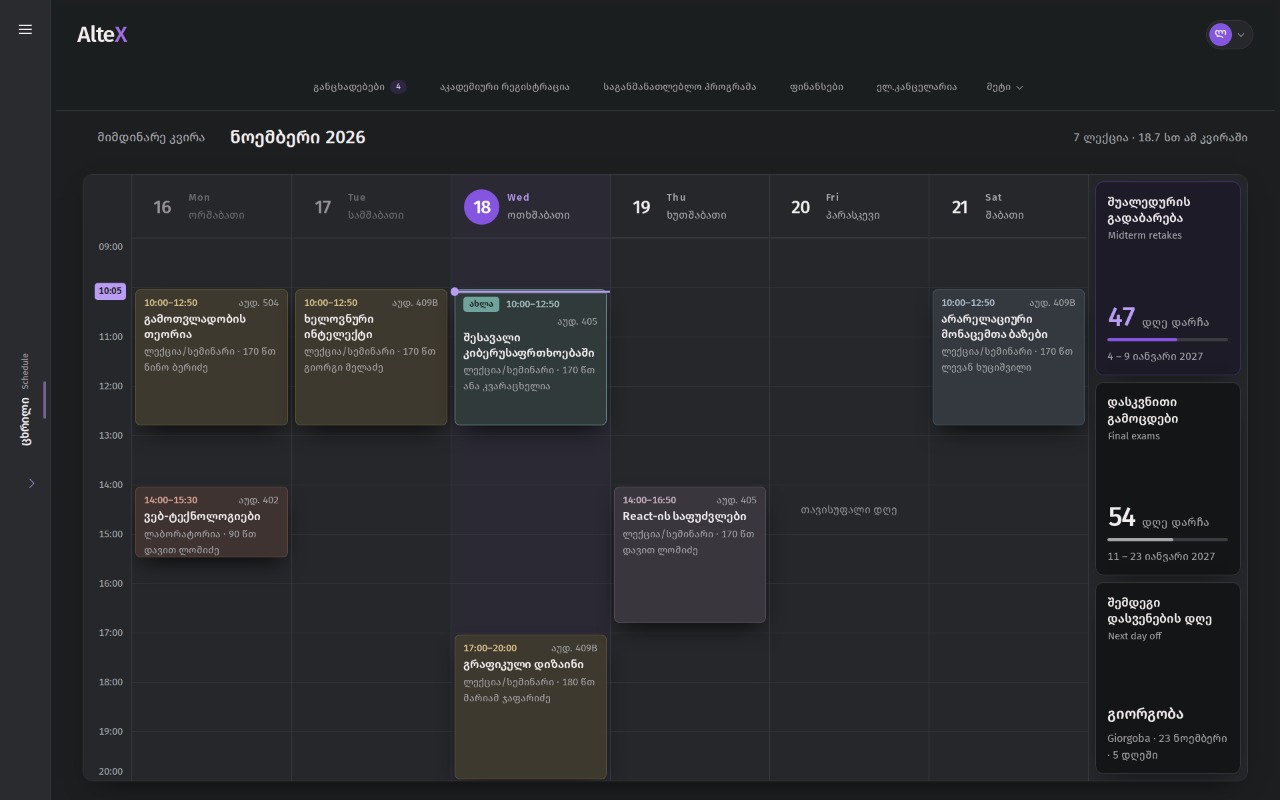 AlteX
ლ
განცხადებები 4
აკადემიური რეგისტრაცია
საგანმანათლებლო პროგრამა
ფინანსები
ელ.კანცელარია
მეტი
მიმდინარე კვირა
ნოემბერი 2026
7 ლექცია · 18.7 სთ ამ კვირაში
ცხრილი Schedule
16 Mon ორშაბათი
17 Tue სამშაბათი
18 Wed ოთხშაბათი
19 Thu ხუთშაბათი
20 Fri პარასკევი
21 Sat შაბათი
09:00
10:05
11:00
12:00
13:00
14:00
15:00
16:00
17:00
18:00
19:00
20:00
10:00–12:50 აუდ. 504
გამოთვლადობის
თეორია
ლექცია/სემინარი · 170 წთ
ნინო ბერიძე
14:00–15:30 აუდ. 402
ვებ-ტექნოლოგიები
ლაბორატორია · 90 წთ
დავით ლომიძე
10:00–12:50 აუდ. 409B
ხელოვნური
ინტელექტი
ლექცია/სემინარი · 170 წთ
გიორგი მელაძე
ახლა 10:00–12:50
აუდ. 405
შესავალი
კიბერუსაფრთხოებაში
ლექცია/სემინარი · 170 წთ
ანა კვარაცხელია
17:00–20:00 აუდ. 409B
გრაფიკული დიზაინი
ლექცია/სემინარი · 180 წთ
მარიამ ჯაფარიძე
14:00–16:50 აუდ. 405
React-ის საფუძვლები
ლექცია/სემინარი · 170 წთ
დავით ლომიძე
თავისუფალი დღე
10:00–12:50 აუდ. 409B
არარელაციური
მონაცემთა ბაზები
ლექცია/სემინარი · 170 წთ
ლევან ხუციშვილი
შუალედურის
გადაბარება
Midterm retakes
47 დღე დარჩა
4 – 9 იანვარი 2027
დასკვნითი
გამოცდები
Final exams
54 დღე დარჩა
11 – 23 იანვარი 2027
შემდეგი
დასვენების დღე
Next day off
გიორგობა
Giorgoba · 23 ნოემბერი
· 5 დღეში